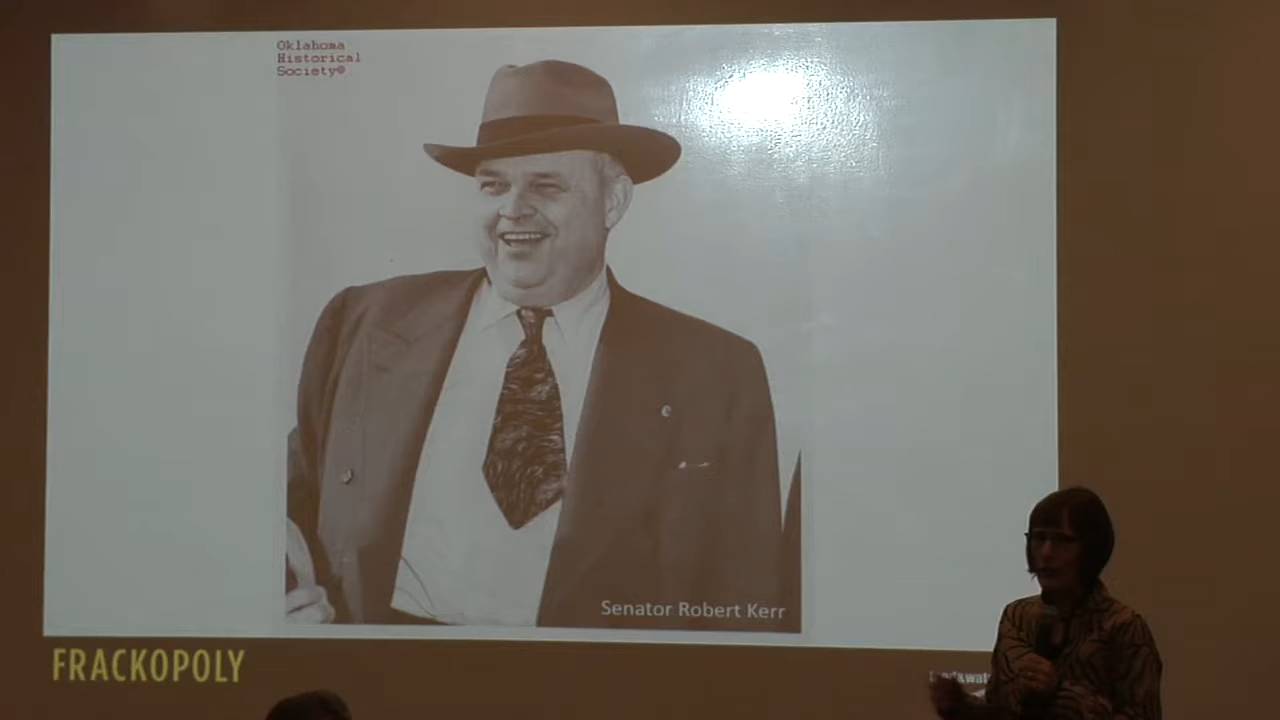 Oklahoma
Historical
Society©
Senator Robert Kerr
FRACKOPOLY